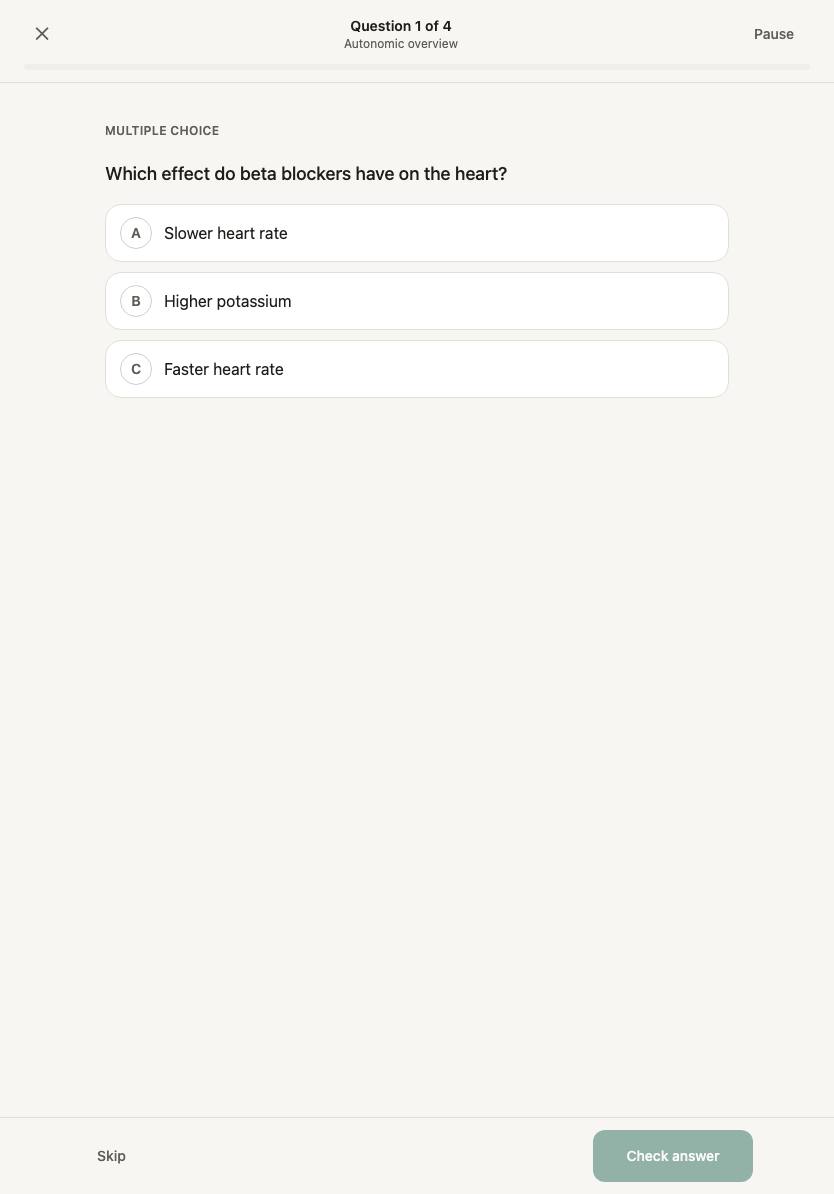 Question 1 of 4
Autonomic overview
Pause
MULTIPLE CHOICE
Which effect do beta blockers have on the heart?
A Slower heart rate
B Higher potassium
C Faster heart rate
Skip
Check answer